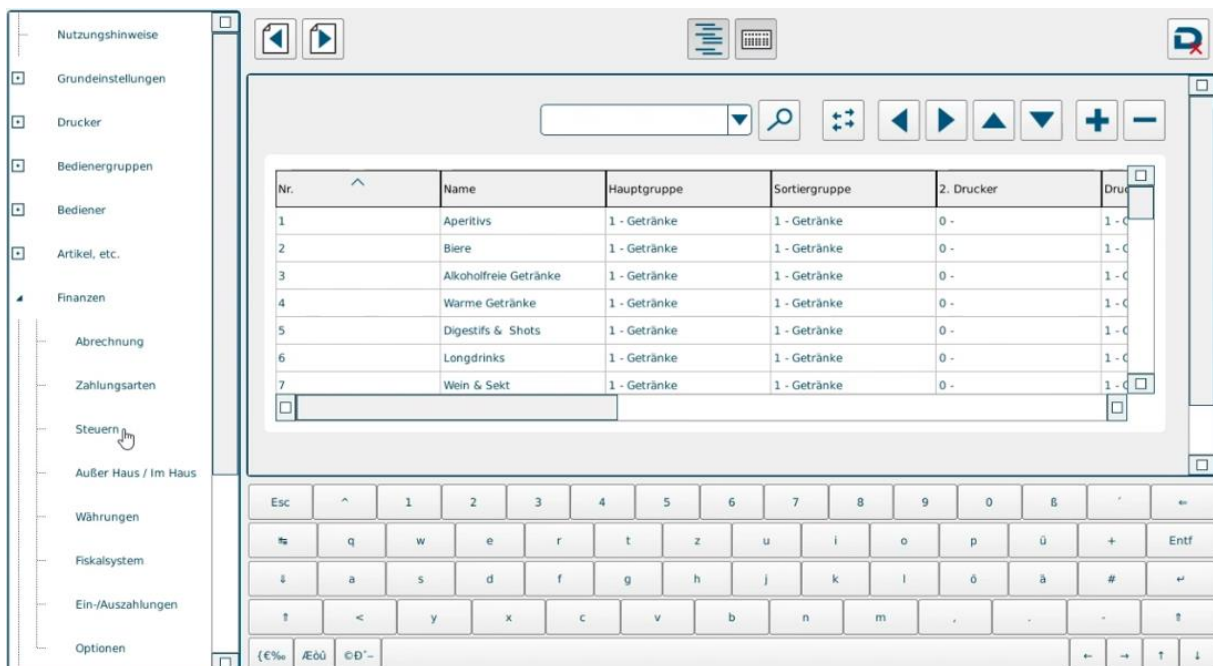 Nutzungshinweise
Grundeinstellungen
Drucker
Bedienergruppen
Bediener
Artikel, etc.
Finanzen
Abrechnung
Zahlungsarten
Steuern
Außer Haus / Im Haus
Währungen
Fiskalsystem
Ein-/Auszahlungen
Optionen
Nr. Name Hauptgruppe Sortiergruppe 2. Drucker
1 Aperitivs 1 - Getränke 1 - Getränke 0 -
2 Biere 1 - Getränke 1 - Getränke 0 -
3 Alkoholfreie Getränke 1 - Getränke 1 - Getränke 0 -
4 Warme Getränke 1 - Getränke 1 - Getränke 0 -
5 Digestifs & Shots 1 - Getränke 1 - Getränke 0 -
6 Longdrinks 1 - Getränke 1 - Getränke 0 -
7 Wein & Sekt 1 - Getränke 1 - Getränke 0 -
Esc ^ 1 2 3 4 5 6 7 8 9 0 ß ´ ⇐
↹ q w e r t z u i o p ü + Entf
⇓ a s d f g h j k l ö ä # ↵
⇑ < y x c v b n m , . - ⇑
{€‰ Æòû ← → ↑ ↓